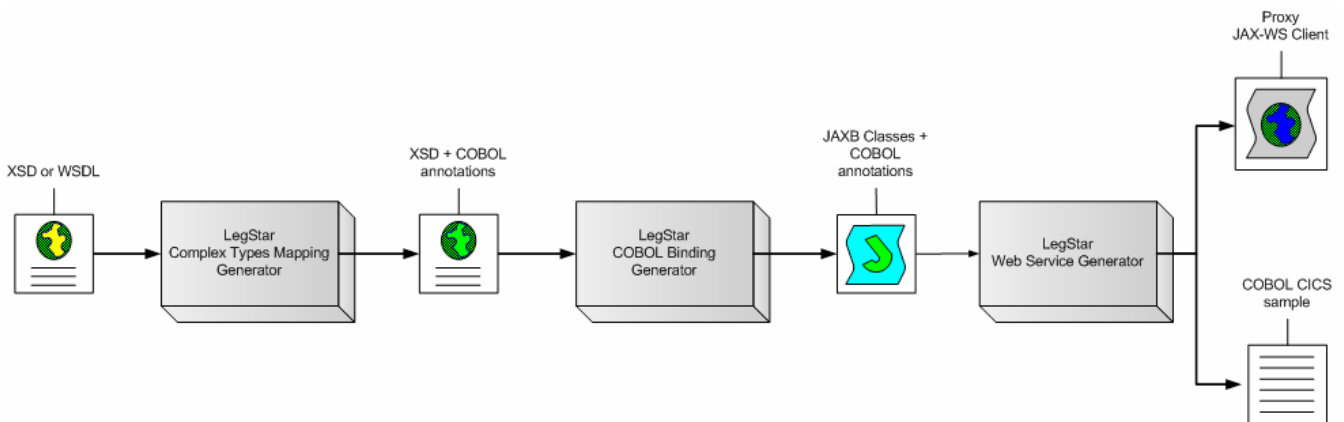 Proxy
JAX-WS Client
XSD or WSDL
XSD + COBOL
annotations
JAXB Classes +
COBOL
annotations
LegStar
Complex Types Mapping
Generator
LegStar
COBOL Binding
Generator
LegStar
Web Service Generator
COBOL CICS
sample